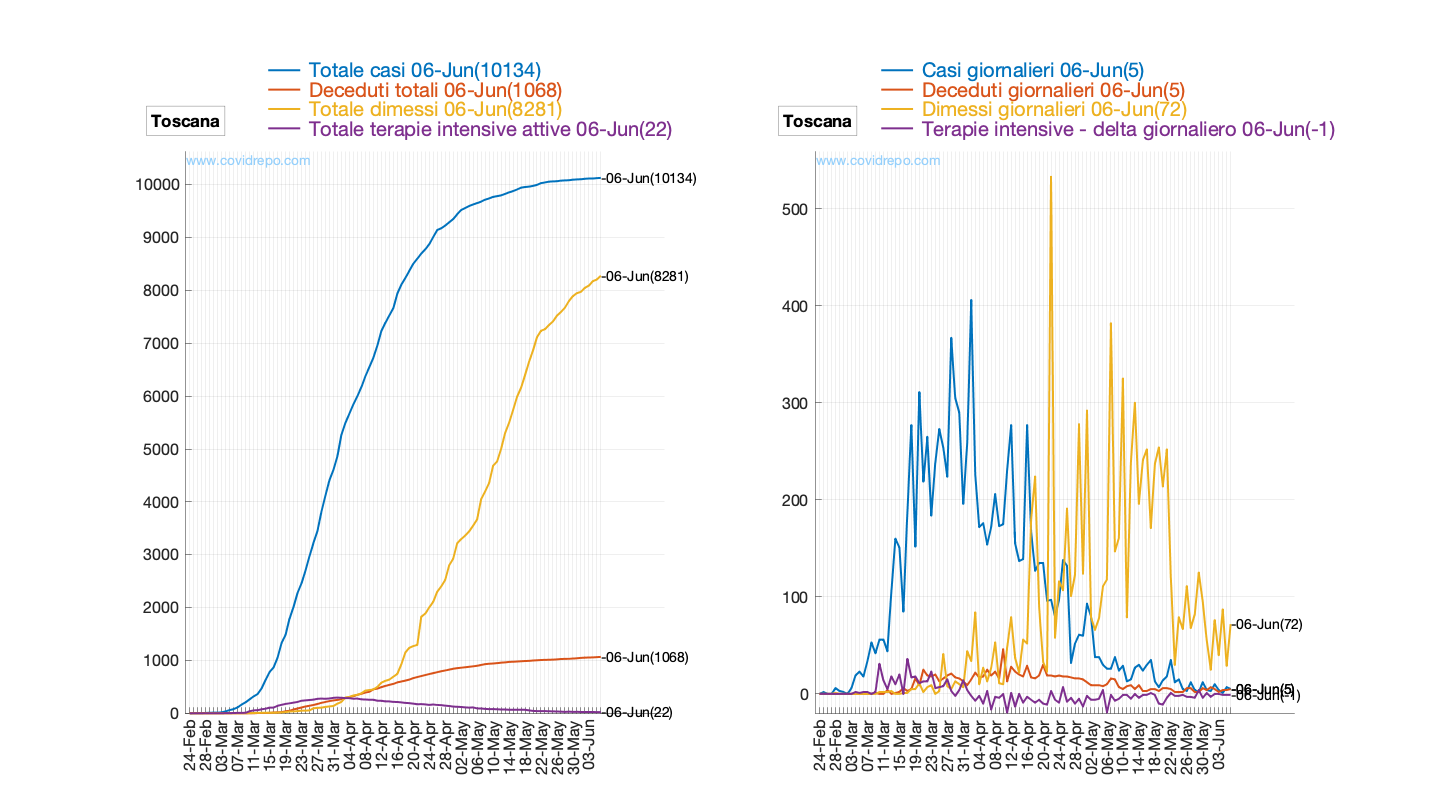 Totale casi 06-Jun(10134)
Deceduti totali 06-Jun(1068)
Totale dimessi 06-Jun(8281)
Totale terapie intensive attive 06-Jun(22)
Toscana
www.covidrepo.com
10000
9000
8000
7000
6000
5000
4000
3000
2000
1000
0
-06-Jun(10134)
-06-Jun(8281)
-06-Jun(1068)
-06-Jun(22)
24-Feb
28-Feb
03-Mar
07-Mar
11-Mar
15-Mar
19-Mar
23-Mar
27-Mar
31-Mar
04-Apr
08-Apr
12-Apr
16-Apr
20-Apr
24-Apr
28-Apr
02-May
06-May
10-May
14-May
18-May
22-May
26-May
30-May
03-Jun
Casi giornalieri 06-Jun(5)
Deceduti giornalieri 06-Jun(5)
Dimessi giornalieri 06-Jun(72)
Terapie intensive - delta giornaliero 06-Jun(-1)
Toscana
www.covidrepo.com
500
400
300
200
100
0
-06-Jun(72)
-06-Jun(5)
-06-Jun(-1)
24-Feb
28-Feb
03-Mar
07-Mar
11-Mar
15-Mar
19-Mar
23-Mar
27-Mar
31-Mar
04-Apr
08-Apr
12-Apr
16-Apr
20-Apr
24-Apr
28-Apr
02-May
06-May
10-May
14-May
18-May
22-May
26-May
30-May
03-Jun